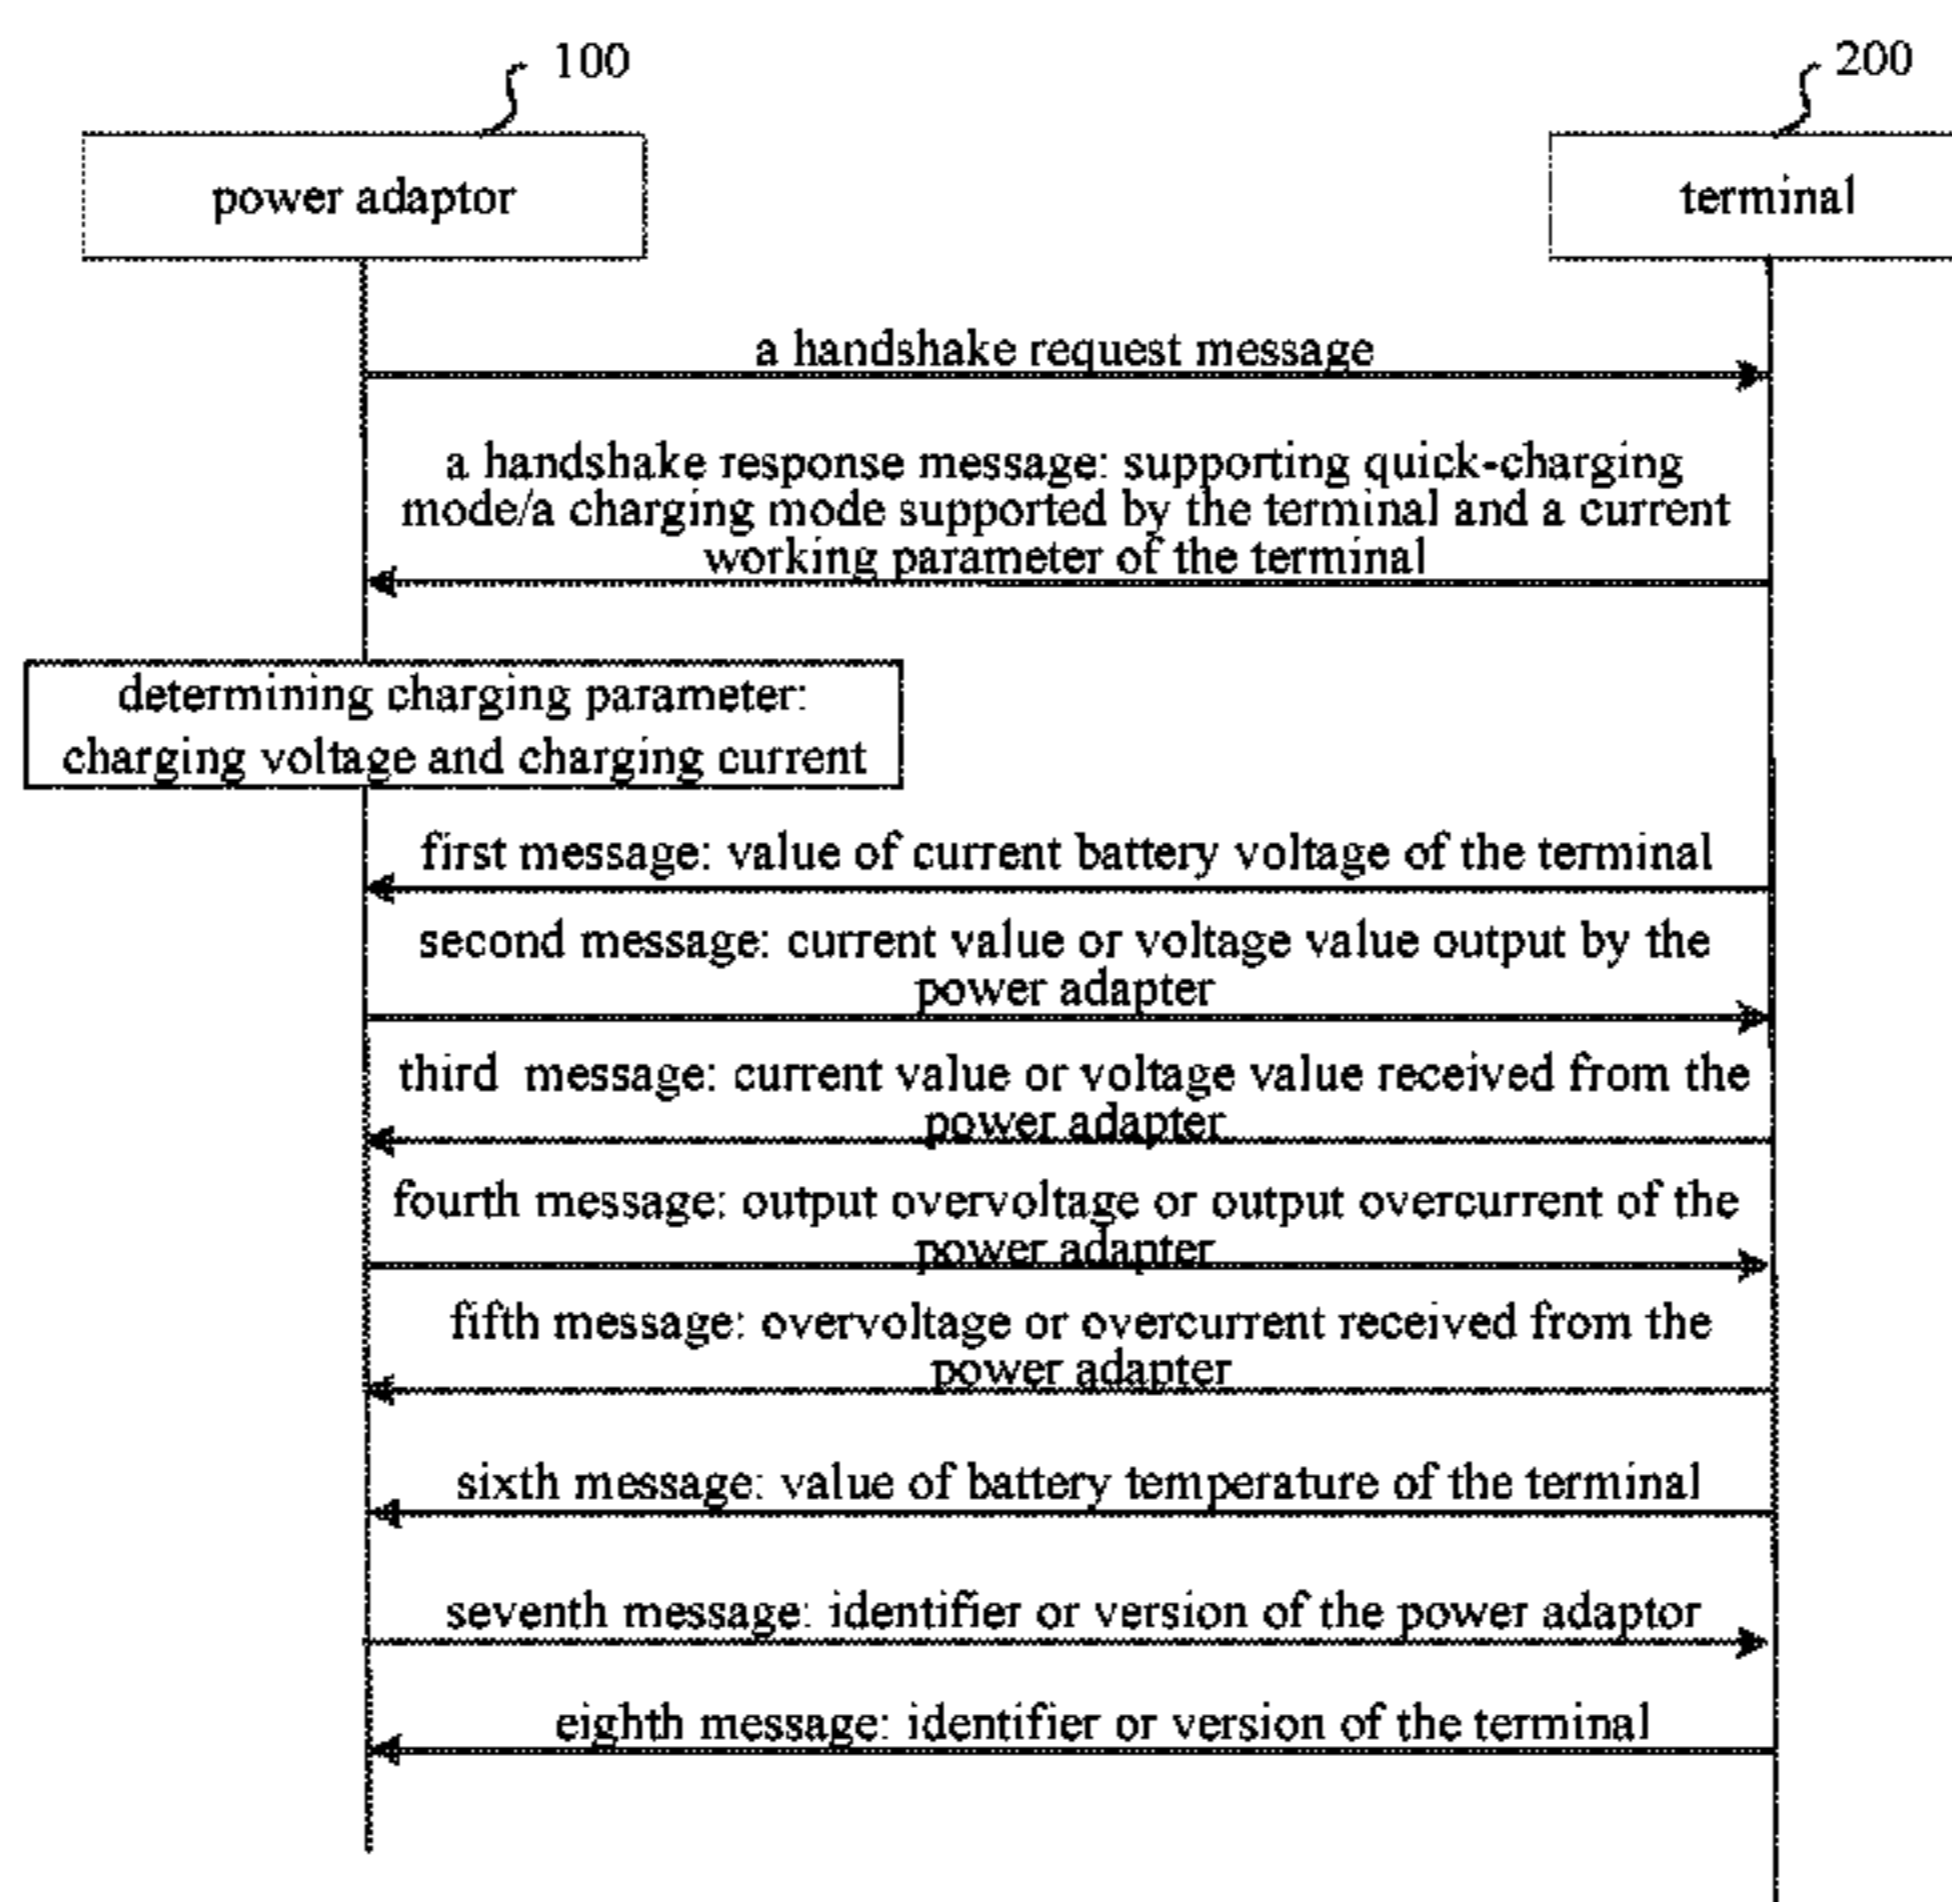 100
200
power adaptor
terminal
a handshake request message
a handshake response message: supporting quick-charging
mode/a charging mode supported by the terminal and a current
working parameter of the terminal
determining charging parameter:
charging voltage and charging current
first message: value of current battery voltage of the terminal
second message: current value or voltage value output by the
power adapter
third message: current value or voltage value received from the
power adapter
fourth message: output overvoltage or output overcurrent of the
power adapter
fifth message: overvoltage or overcurrent received from the
power adapter
sixth message: value of battery temperature of the terminal
seventh message: identifier or version of the power adaptor
eighth message: identifier or version of the terminal